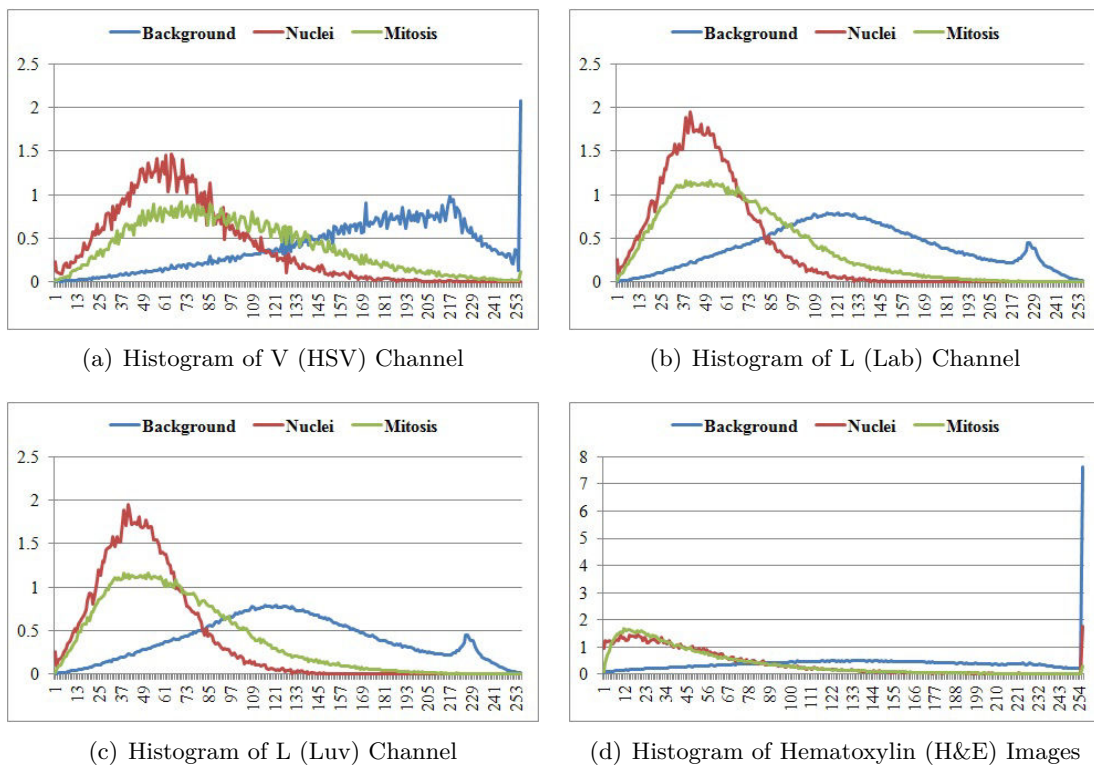 Background Nuclei Mitosis
2.5
2
1.5
1
0.5
0
1 13 25 37 49 61 73 85 97 109 121 133 145 157 169 181 193 205 217 229 241 253
(a) Histogram of V (HSV) Channel
Background Nuclei Mitosis
2.5
2
1.5
1
0.5
0
1 13 25 37 49 61 73 85 97 109 121 133 145 157 169 181 193 205 217 229 241 253
(b) Histogram of L (Lab) Channel
Background Nuclei Mitosis
2.5
2
1.5
1
0.5
0
1 13 25 37 49 61 73 85 97 109 121 133 145 157 169 181 193 205 217 229 241 253
(c) Histogram of L (Luv) Channel
Background Nuclei Mitosis
8
7
6
5
4
3
2
1
0
1 12 23 34 45 56 67 78 89 100 111 122 133 144 155 166 177 188 199 210 221 232 243 254
(d) Histogram of Hematoxylin (H&E) Images